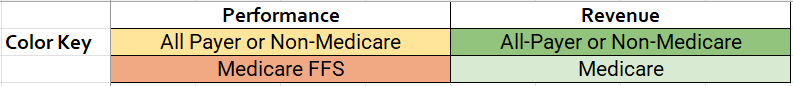 Performance Revenue
Color Key All Payer or Non-Medicare All-Payer or Non-Medicare
Medicare FFS Medicare